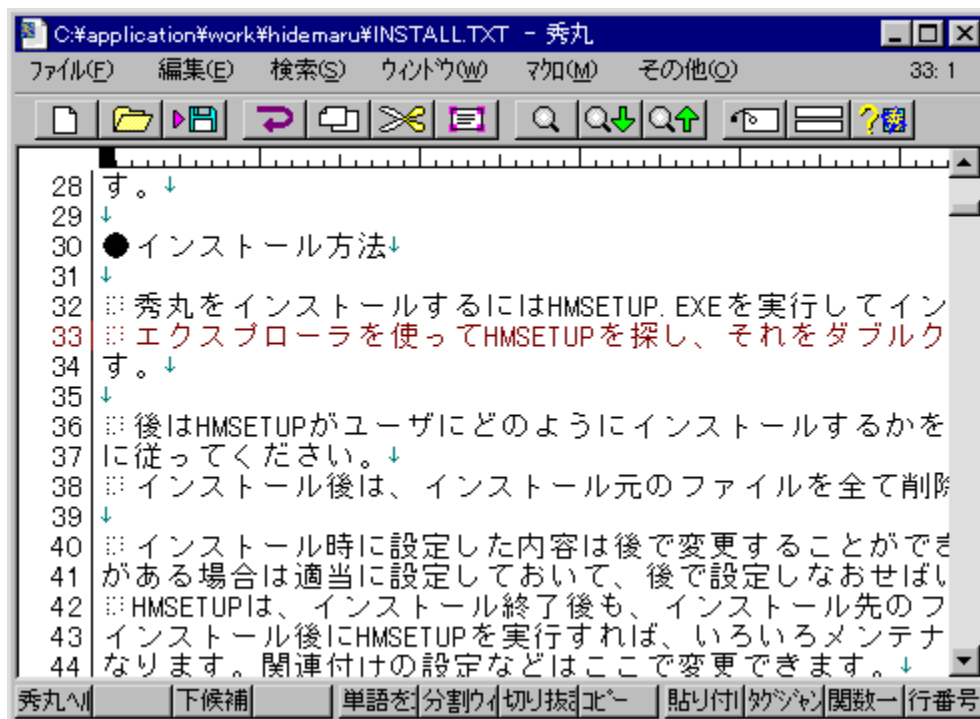 C:¥application¥work¥hidemaru¥INSTALL.TXT - 秀丸
ファイル(F) 編集(E) 検索(S) ウィンドウ(W) マクロ(M) その他(O) 33: 1
28 す。↓
29 ↓
30 ●インストール方法↓
31 ↓
32 秀丸をインストールするにはHMSETUP.EXEを実行してイン
33 エクスプローラを使ってHMSETUPを探し、それをダブルク
34 す。↓
35 ↓
36 後はHMSETUPがユーザにどのようにインストールするかを
37 に従ってください。↓
38 インストール後は、インストール元のファイルを全て削除
39 ↓
40 インストール時に設定した内容は後で変更することができ
41 がある場合は適当に設定しておいて、後で設定しなおせばい
42 HMSETUPは、インストール終了後も、インストール先のフ
43 インストール後にHMSETUPを実行すれば、いろいろメンテナ
44 なります。関連付けの設定などはここで変更できます。↓
秀丸ヘル 下候補 単語を 分割ウィ 切り抜き コピー 貼り付け タグジャン 関数一 行番号